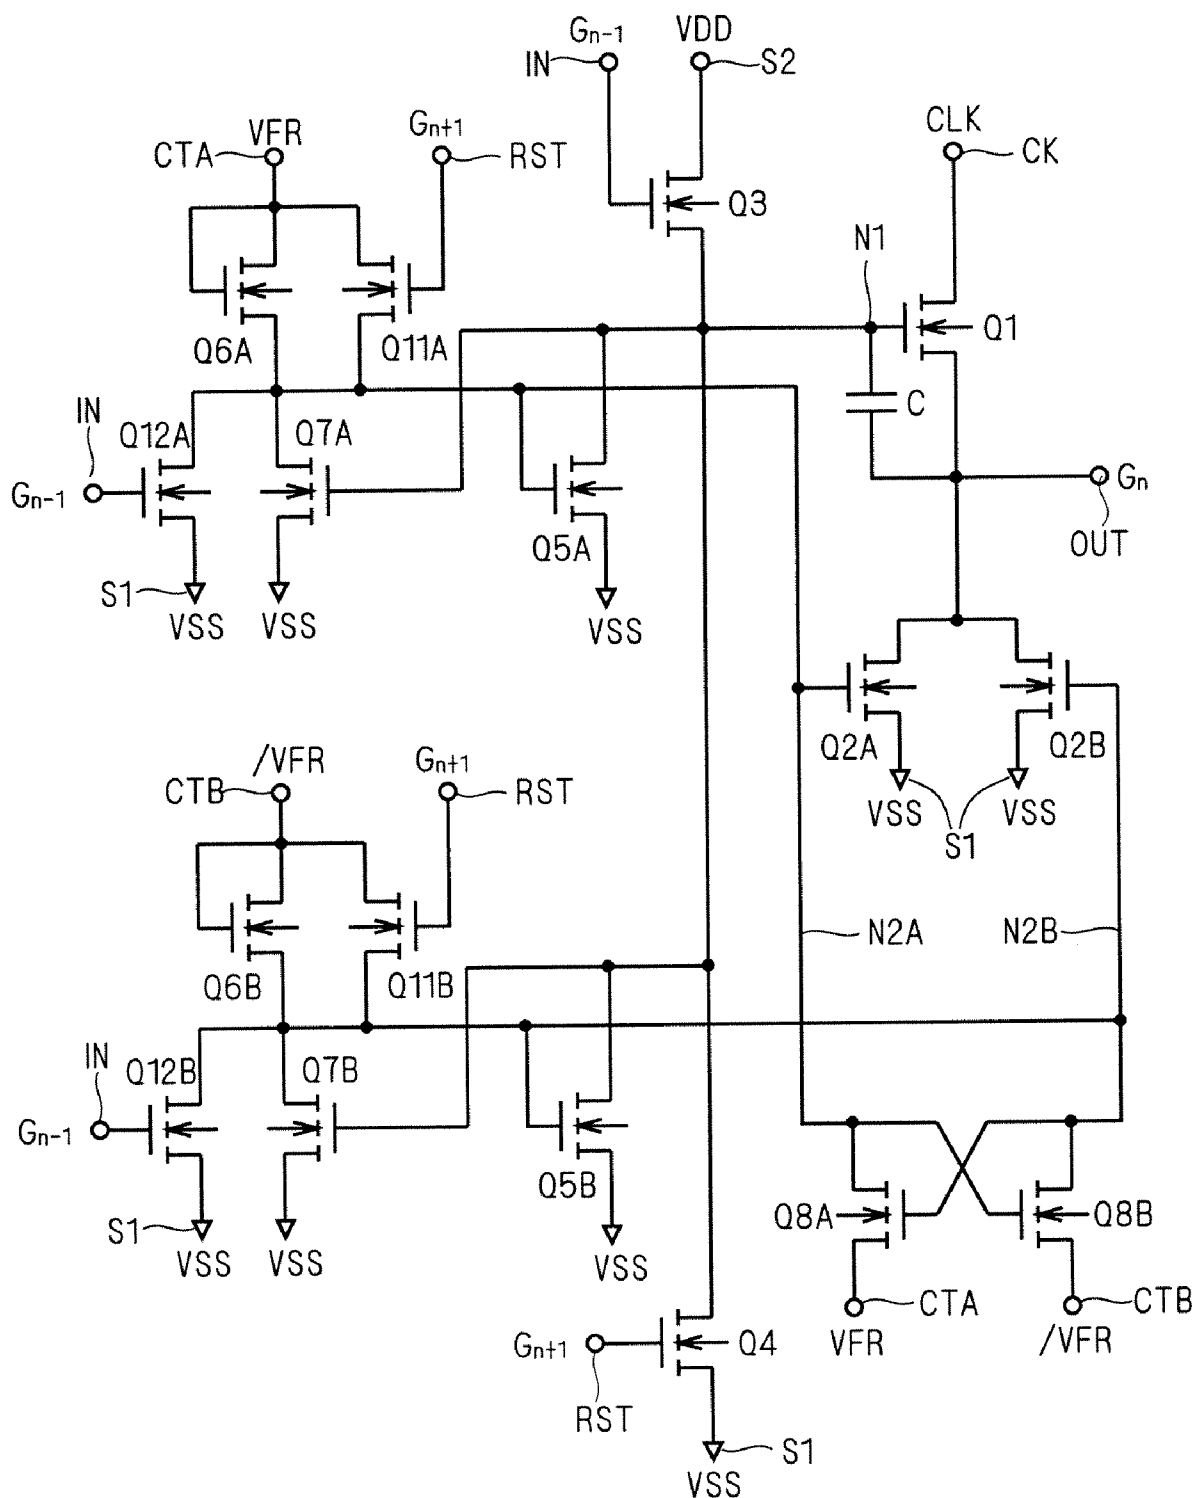 Gn-1
VDD
IN
S2
VFR
Gn+1
CLK
CTA
RST
CK
Q3
N1
Q6A
Q11A
Q1
IN
Q12A
Q7A
C
Gn-1
Gn
Q5A
OUT
S1
VSS
VSS
VSS
Q2A
Q2B
/VFR
Gn+1
CTB
RST
VSS
VSS
S1
N2A
N2B
Q6B
Q11B
IN
Q12B
Q7B
Gn-1
Q5B
Q8A
Q8B
S1
VSS
VSS
VSS
CTA
CTB
Gn+1
Q4
VFR
/VFR
RST
S1
VSS